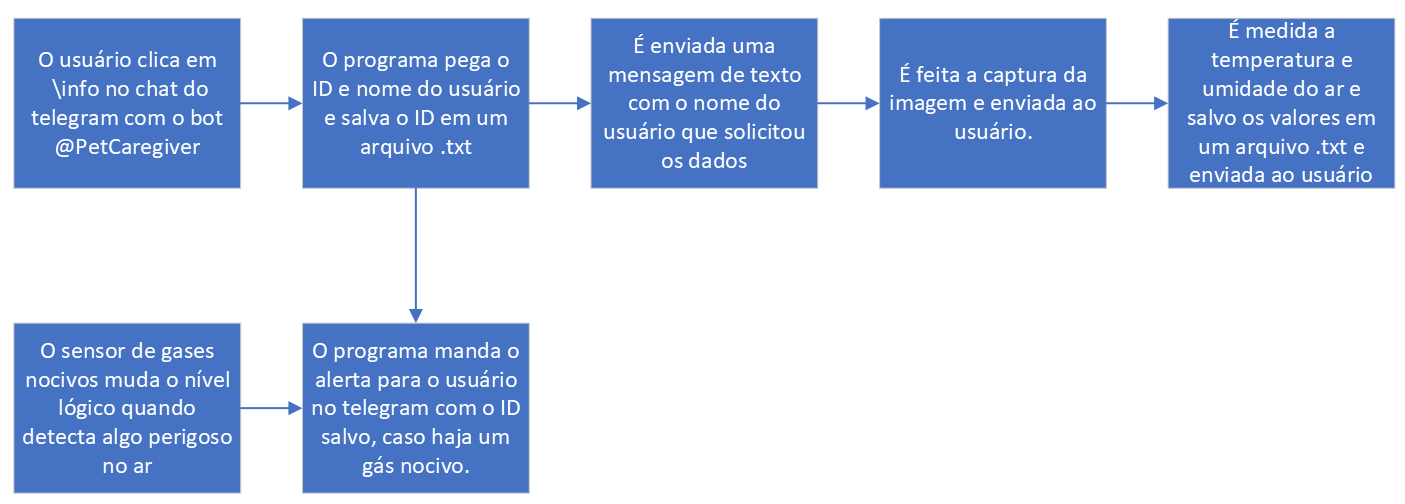 O usuário clica em
\info no chat do
telegram com o bot
@PetCaregiver
O programa pega o
ID e nome do usuário
e salva o ID em um
arquivo .txt
É enviada uma
mensagem de texto
com o nome do
usuário que solicitou
os dados
É feita a captura da
imagem e enviada ao
usuário.
É medida a
temperatura e
umidade do ar e
salvo os valores em
um arquivo .txt e
enviada ao usuário
O sensor de gases
nocivos muda o nível
lógico quando
detecta algo perigoso
no ar
O programa manda o
alerta para o usuário
no telegram com o ID
salvo, caso haja um
gás nocivo.